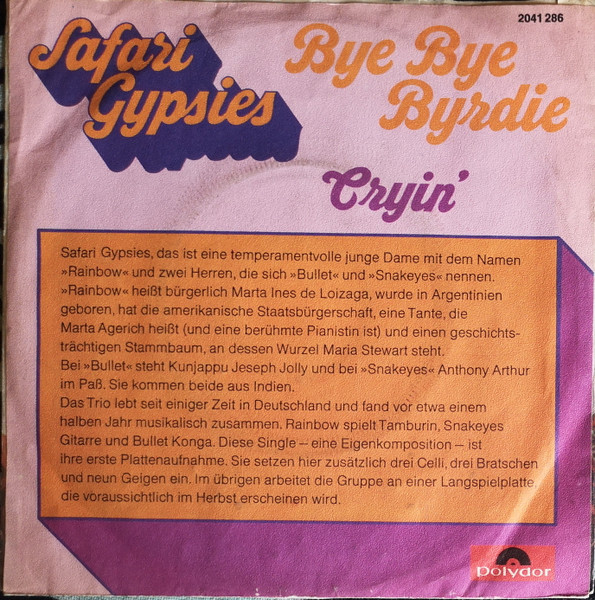 2041 286
Safari
Gypsies
Bye Bye
Byrdie
Cryin'
Safari Gypsies, das ist eine temperamentvolle junge Dame mit dem Namen
»Rainbow« und zwei Herren, die sich »Bullet« und »Snakeyes« nennen.
»Rainbow« heißt bürgerlich Marta Ines de Loizaga, wurde in Argentinien
geboren, hat die amerikanische Staatsbürgerschaft, eine Tante, die
Marta Agerich heißt (und eine berühmte Pianistin ist) und einen geschichts-
trächtigen Stammbaum, an dessen Wurzel Maria Stewart steht.
Bei »Bullet« steht Kunjappu Jeseph Jolly und bei »Snakeyes« Anthony Arthur
im Paß. Sie kommen beide aus Indien.
Das Trio lebt seit einiger Zeit in Deutschland und fand vor etwa einem
halben Jahr musikalisch zusammen. Rainbow spielt Tamburin, Snakeyes
Gitarre und Bullet Konga. Diese Single – eine Eigenkomposition – ist
ihre erste Plattenaufnahme. Sie setzen hier zusätzlich drei Celli, drei Bratschen
und neun Geigen ein. Im übrigen arbeitet die Gruppe an einer Langspielplatte,
die voraussichtlich im Herbst erscheinen wird.
Polydor